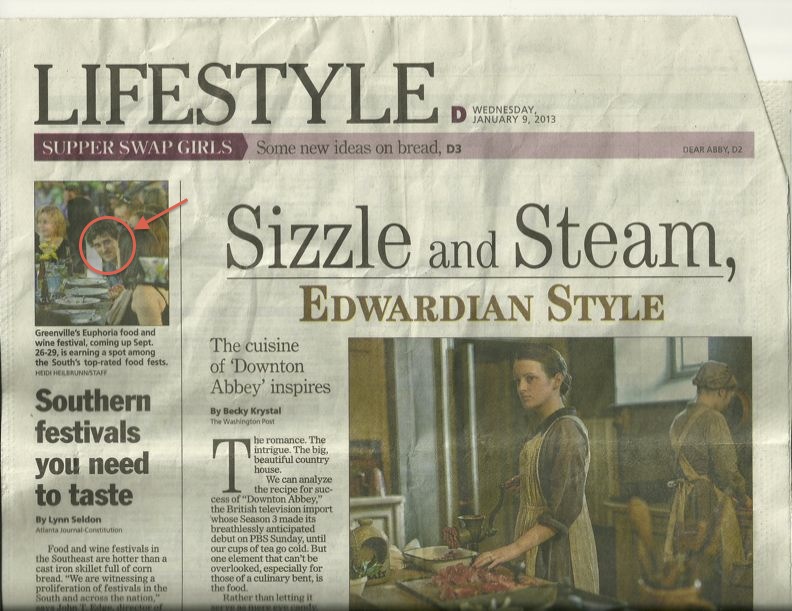 LIFESTYLE
D WEDNESDAY,
JANUARY 9, 2013
SUPPER SWAP GIRLS Some new ideas on bread, D3
DEAR ABBY, D2
Greenville's Euphoria food and
wine festival, coming up Sept.
26-29, is earning a spot among
the South's top-rated food fests.
HEIDI HEILBRUNN/STAFF
Southern
festivals
you need
to taste
By Lynn Seldon
Atlanta Journal-Constitution
Food and wine festivals in
the Southeast are hotter than a
cast iron skillet full of corn
bread. "We are witnessing a
proliferation of festivals in the
South and across the nation,"
says John T. Edge, director of
Sizzle and Steam,
EDWARDIAN STYLE
The cuisine
of 'Downton
Abbey' inspires
By Becky Krystal
The Washington Post
The romance. The
intrigue. The big,
beautiful country
house.
We can analyze
the recipe for suc-
cess of "Downton Abbey,"
the British television import
whose Season 3 made its
breathlessly anticipated
debut on PBS Sunday, until
our cups of tea go cold. But
one element that can't be
overlooked, especially for
those of a culinary bent, is
the food.
Rather than letting it
serve as mere eye candy,